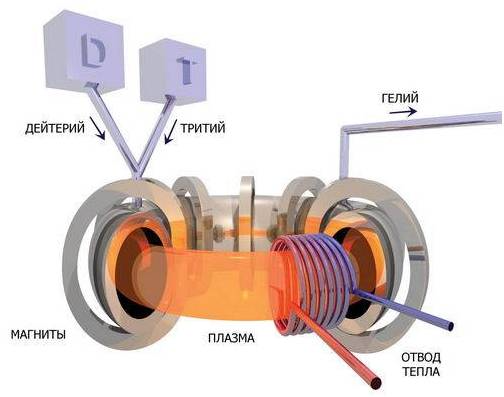 D
T
ДЕЙТЕРИЙ
ТРИТИЙ
ГЕЛИЙ
МАГНИТЫ
ПЛАЗМА
ОТВОД
ТЕПЛА